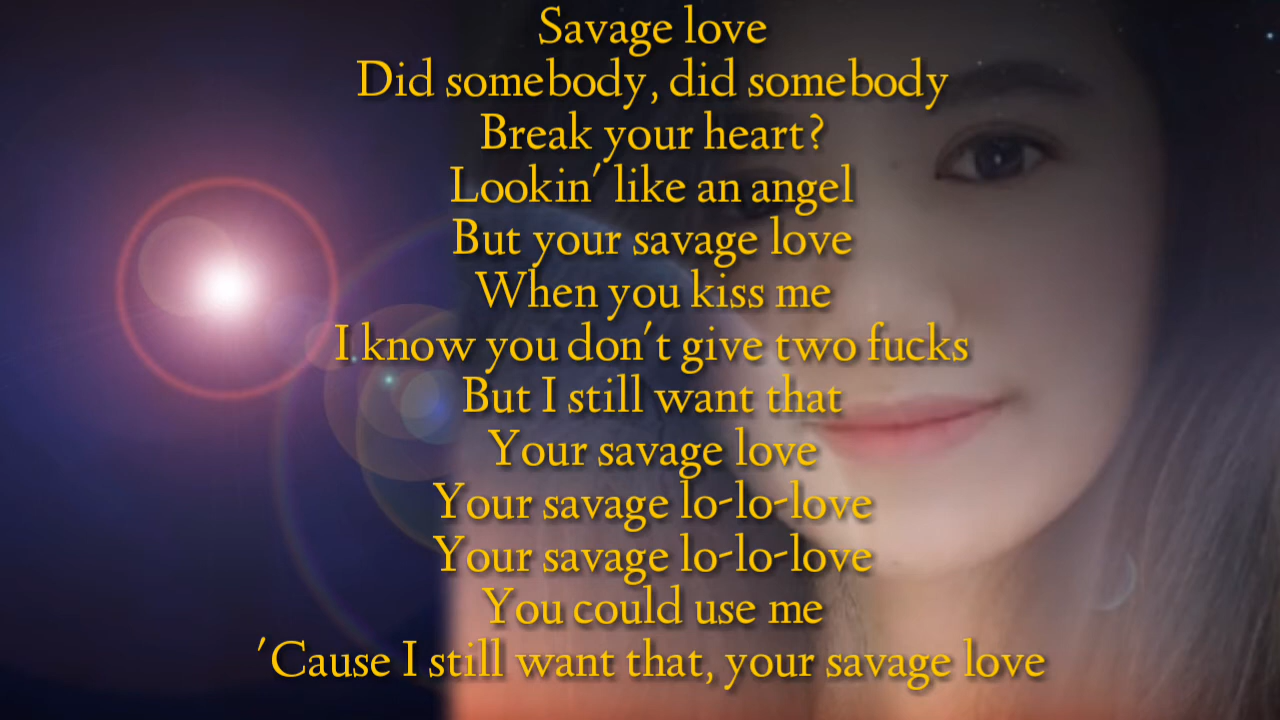 Savage love
Did somebody, did somebody
Break your heart?
Lookin' like an angel
But your savage love
When you kiss me
I know you don't give two fucks
But I still want that
Your savage love
Your savage lo-lo-love
Your savage lo-lo-love
You could use me
'Cause I still want that, your savage love